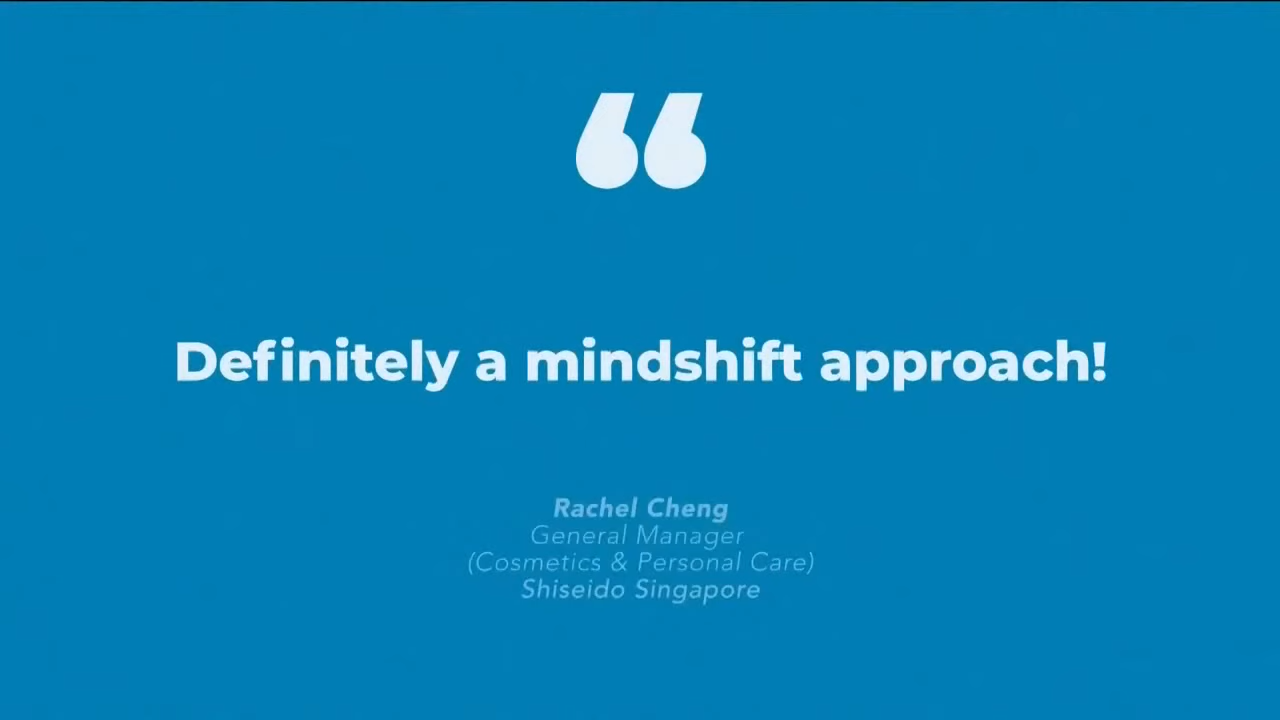 “
Definitely a mindshift approach!
Rachel Cheng
General Manager
(Cosmetics & Personal Care)
Shiseido Singapore